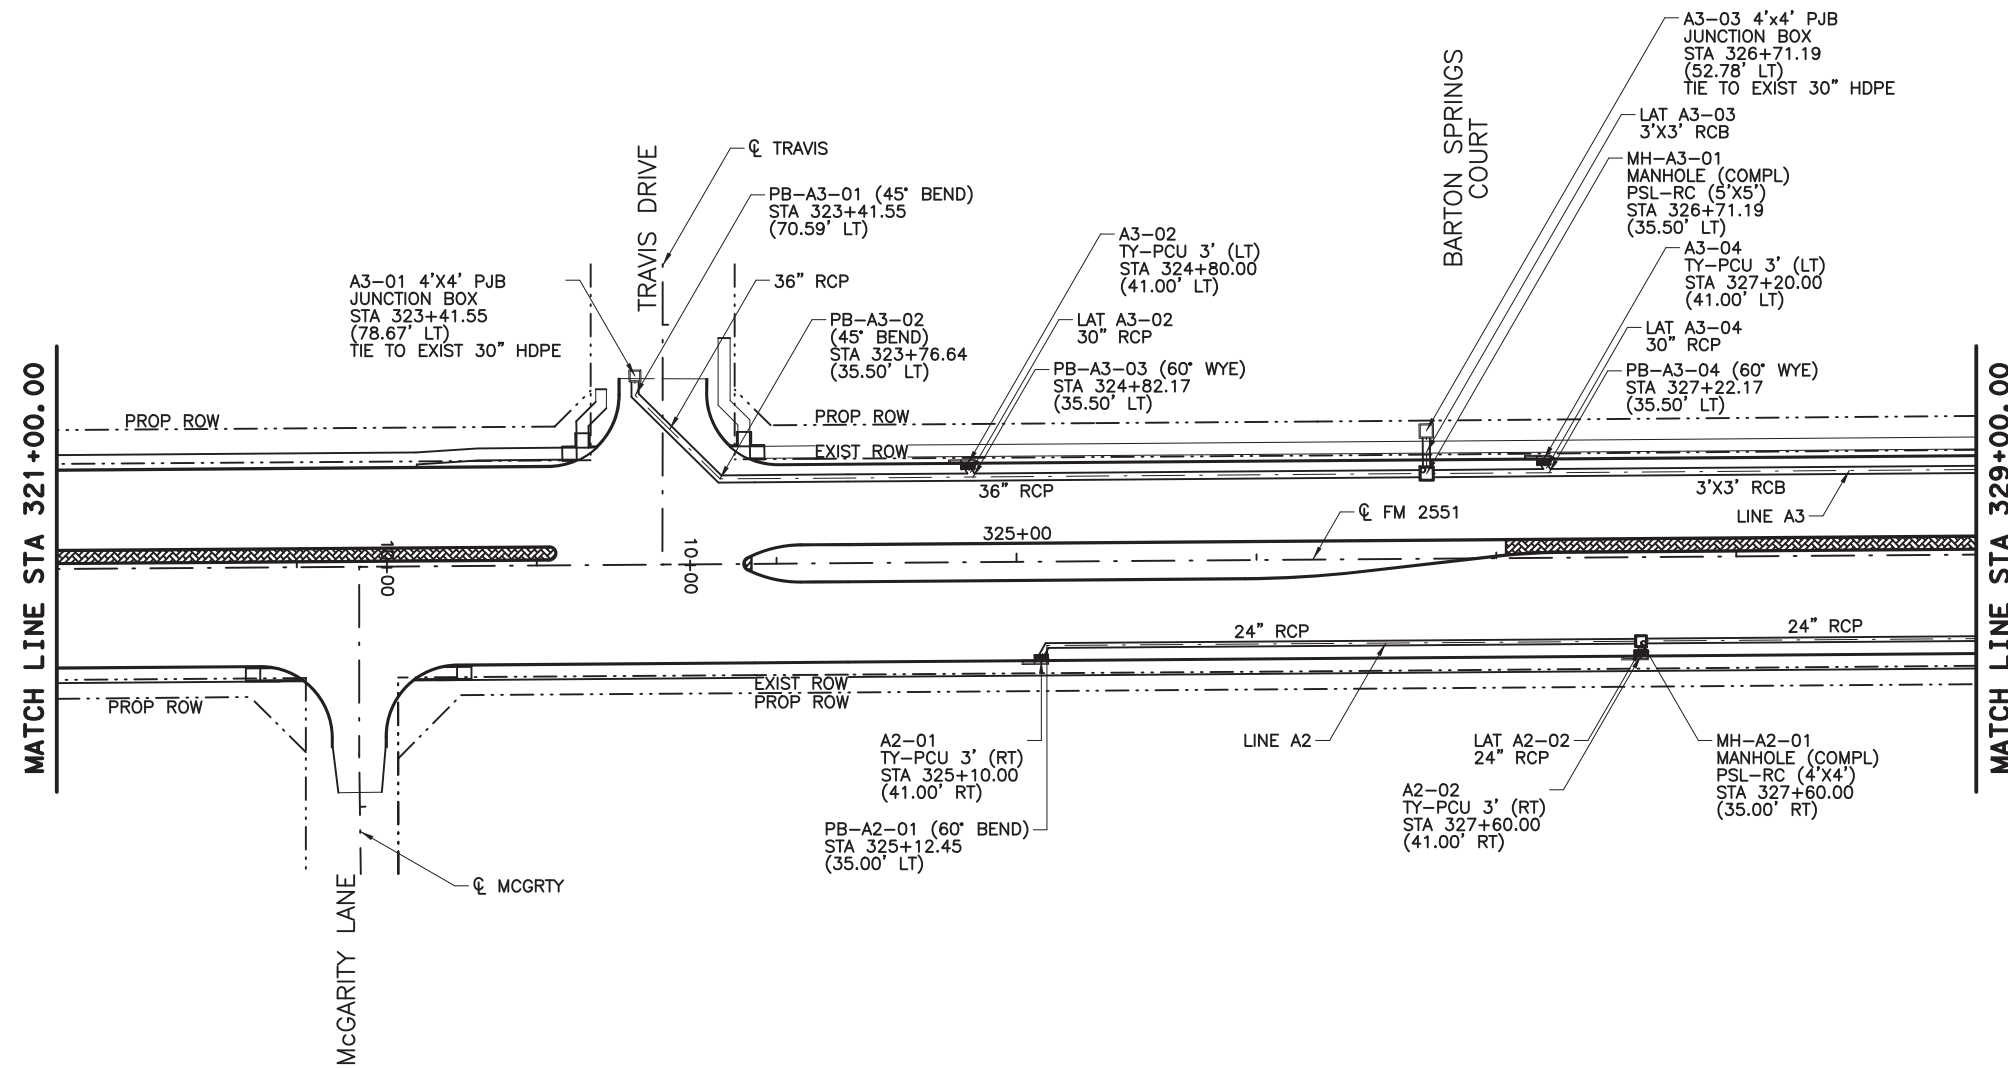 A3-03 4'x4' PJB
JUNCTION BOX
STA 326+71.19
(52.78' LT)
TIE TO EXIST 30" HDPE
LAT A3-03
3'X3' RCB
MH-A3-01
MANHOLE (COMPL)
PSL-RC (5'X5')
STA 326+71.19
(35.50' LT)
A3-04
TY-PCU 3' (LT)
STA 327+20.00
(41.00' LT)
LAT A3-04
30" RCP
PB-A3-04 (60° WYE)
STA 327+22.17
(35.50' LT)
BARTON SPRINGS
COURT
TRAVIS DRIVE
℄ TRAVIS
PB-A3-01 (45° BEND)
STA 323+41.55
(70.59' LT)
A3-02
TY-PCU 3' (LT)
STA 324+80.00
(41.00' LT)
A3-01 4'X4' PJB
JUNCTION BOX
STA 323+41.55
(78.67' LT)
TIE TO EXIST 30" HDPE
36" RCP
PB-A3-02
(45° BEND)
STA 323+76.64
(35.50' LT)
LAT A3-02
30" RCP
PB-A3-03 (60° WYE)
STA 324+82.17
(35.50' LT)
MATCH LINE STA 321+00.00
MATCH LINE STA 329+00.00
PROP ROW
PROP ROW
EXIST ROW
36" RCP
3'X3' RCB
LINE A3
℄ FM 2551
325+00
10+00
10+00
24" RCP
24" RCP
EXIST ROW
PROP ROW
PROP ROW
A2-01
TY-PCU 3' (RT)
STA 325+10.00
(41.00' RT)
LINE A2
LAT A2-02
24" RCP
MH-A2-01
MANHOLE (COMPL)
PSL-RC (4'X4')
STA 327+60.00
(35.00' RT)
A2-02
TY-PCU 3' (RT)
STA 327+60.00
(41.00' RT)
PB-A2-01 (60° BEND)
STA 325+12.45
(35.00' LT)
℄ MCGRTY
McGARITY LANE